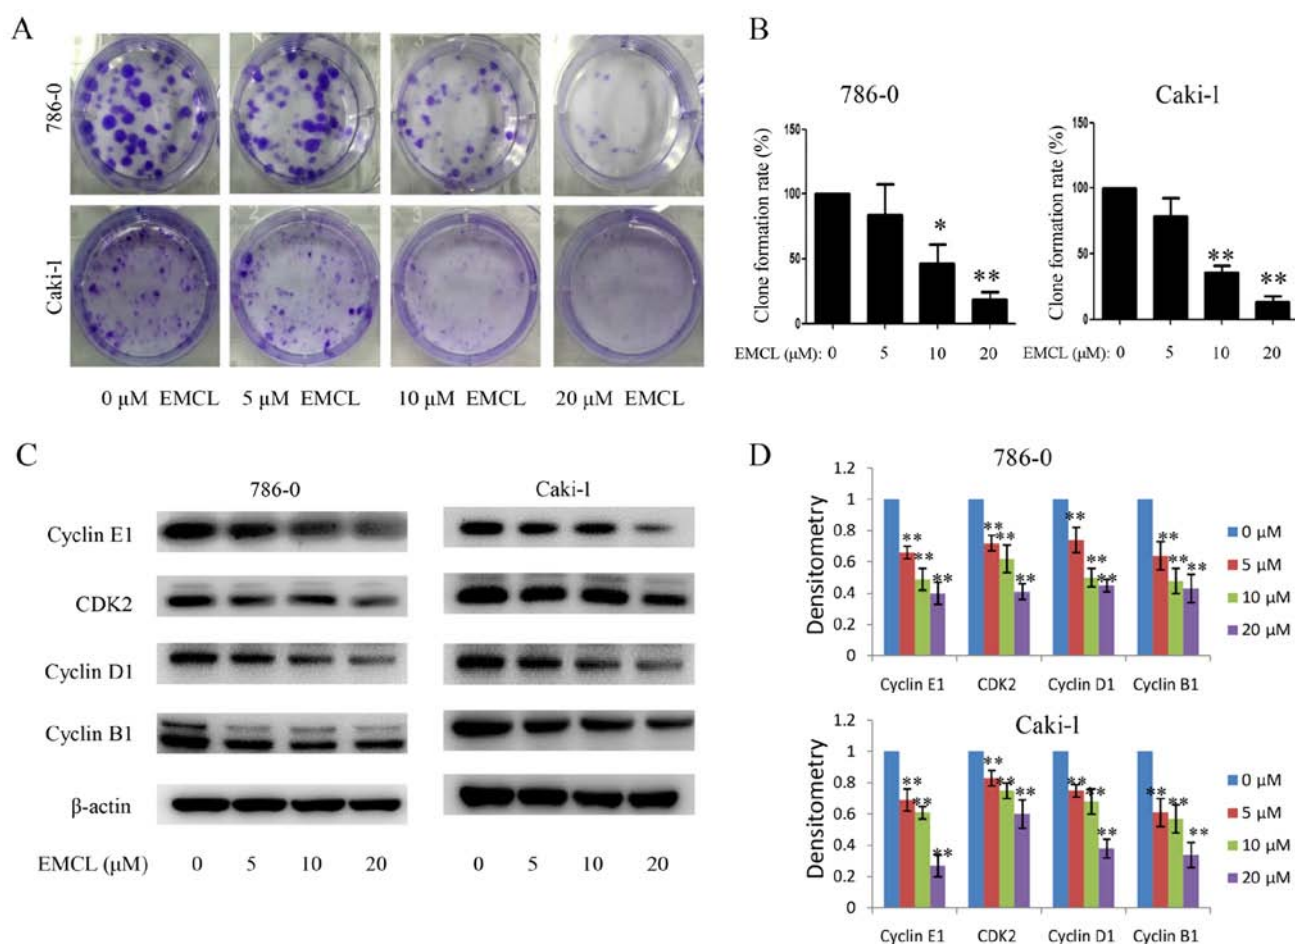 A
786-0
Caki-l
0 μM EMCL 5 μM EMCL 10 μM EMCL 20 μM EMCL
B
786-0
Clone formation rate (%)
150
100
50
0
*
**
EMCL (μM): 0 5 10 20
Caki-l
Clone formation rate (%)
150
100
50
0
**
**
EMCL (μM): 0 5 10 20
C
786-0 Caki-l
Cyclin E1
CDK2
Cyclin D1
Cyclin B1
β-actin
EMCL (μM) 0 5 10 20 0 5 10 20
D
786-0
Densitometry
1.2
1
0.8
0.6
0.4
0.2
0
** ** **
** ** **
** ** **
** ** **
Cyclin E1 CDK2 Cyclin D1 Cyclin B1
0 μM
5 μM
10 μM
20 μM
Caki-l
Densitometry
1.2
1
0.8
0.6
0.4
0.2
0
** ** **
** ** **
** ** **
** ** **
Cyclin E1 CDK2 Cyclin D1 Cyclin B1
0 μM
5 μM
10 μM
20 μM